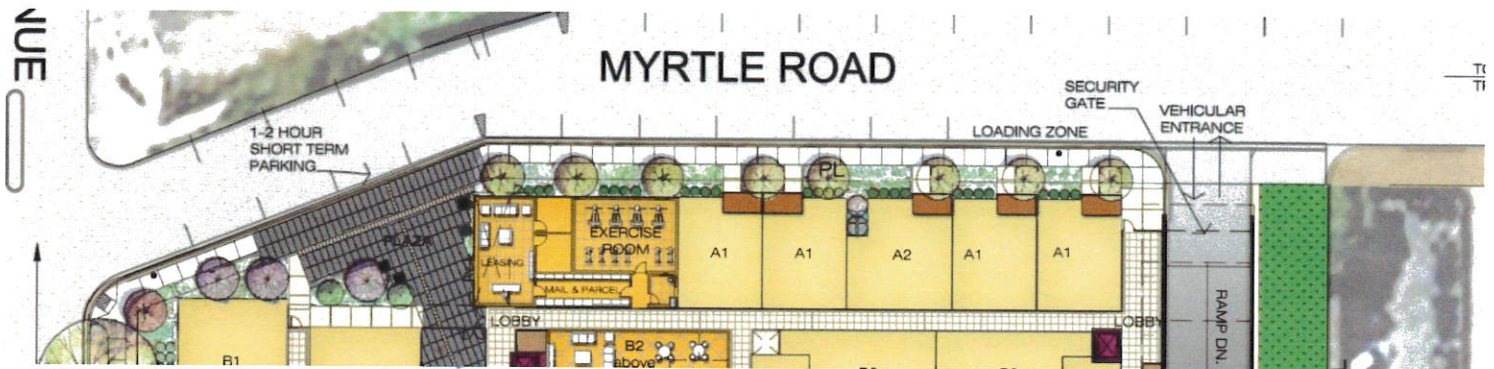 NUE
MYRTLE ROAD
SECURITY
GATE
VEHICULAR
ENTRANCE
1-2 HOUR
SHORT TERM
PARKING
LOADING ZONE
PL
PLAZA
EXERCISE
ROOM
LEASING
A1
A1
A2
A1
A1
MAIL & PARCEL
RAMP DN.
LOBBY
LOBBY
B2
above
B1